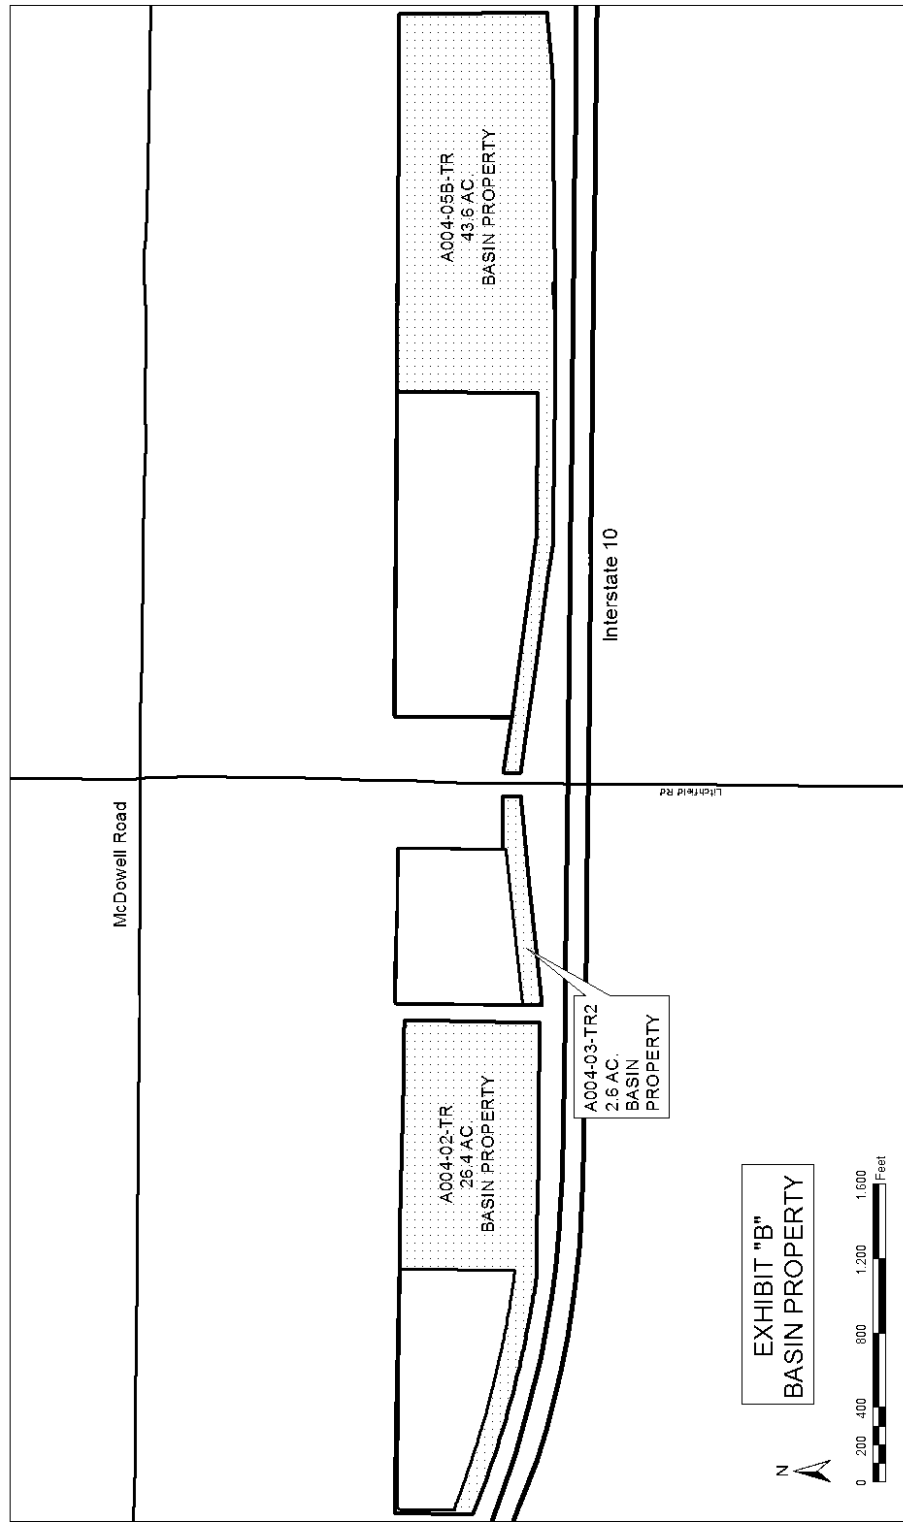 McDowell Road
A004-02-TR
26.4 AC.
BASIN PROPERTY
A004-05B-TR
43.6 AC.
BASIN PROPERTY
A004-03-TR2
2.6 AC.
BASIN
PROPERTY
Litchfield Rd
Interstate 10
N
EXHIBIT "B"
BASIN PROPERTY
0 200 400 800 1,200 1,600
Feet